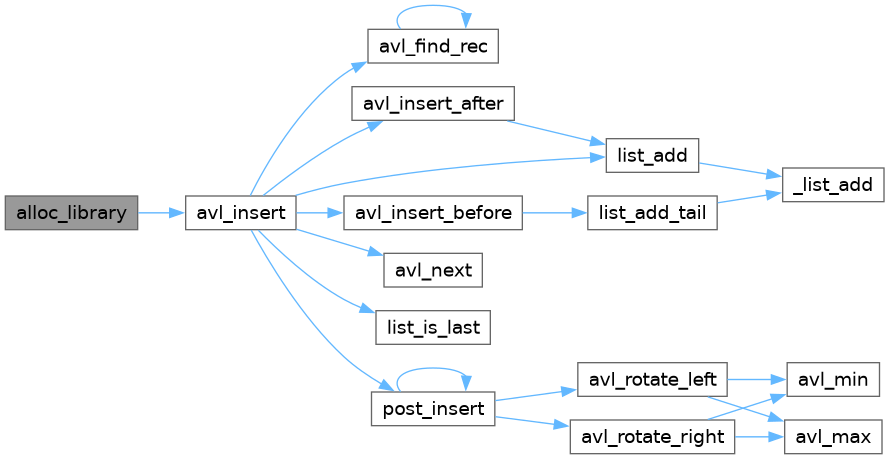 avl_find_rec
avl_insert_after
list_add
_list_add
alloc_library
avl_insert
avl_insert_before
list_add_tail
avl_next
list_is_last
post_insert
avl_rotate_left
avl_min
avl_rotate_right
avl_max